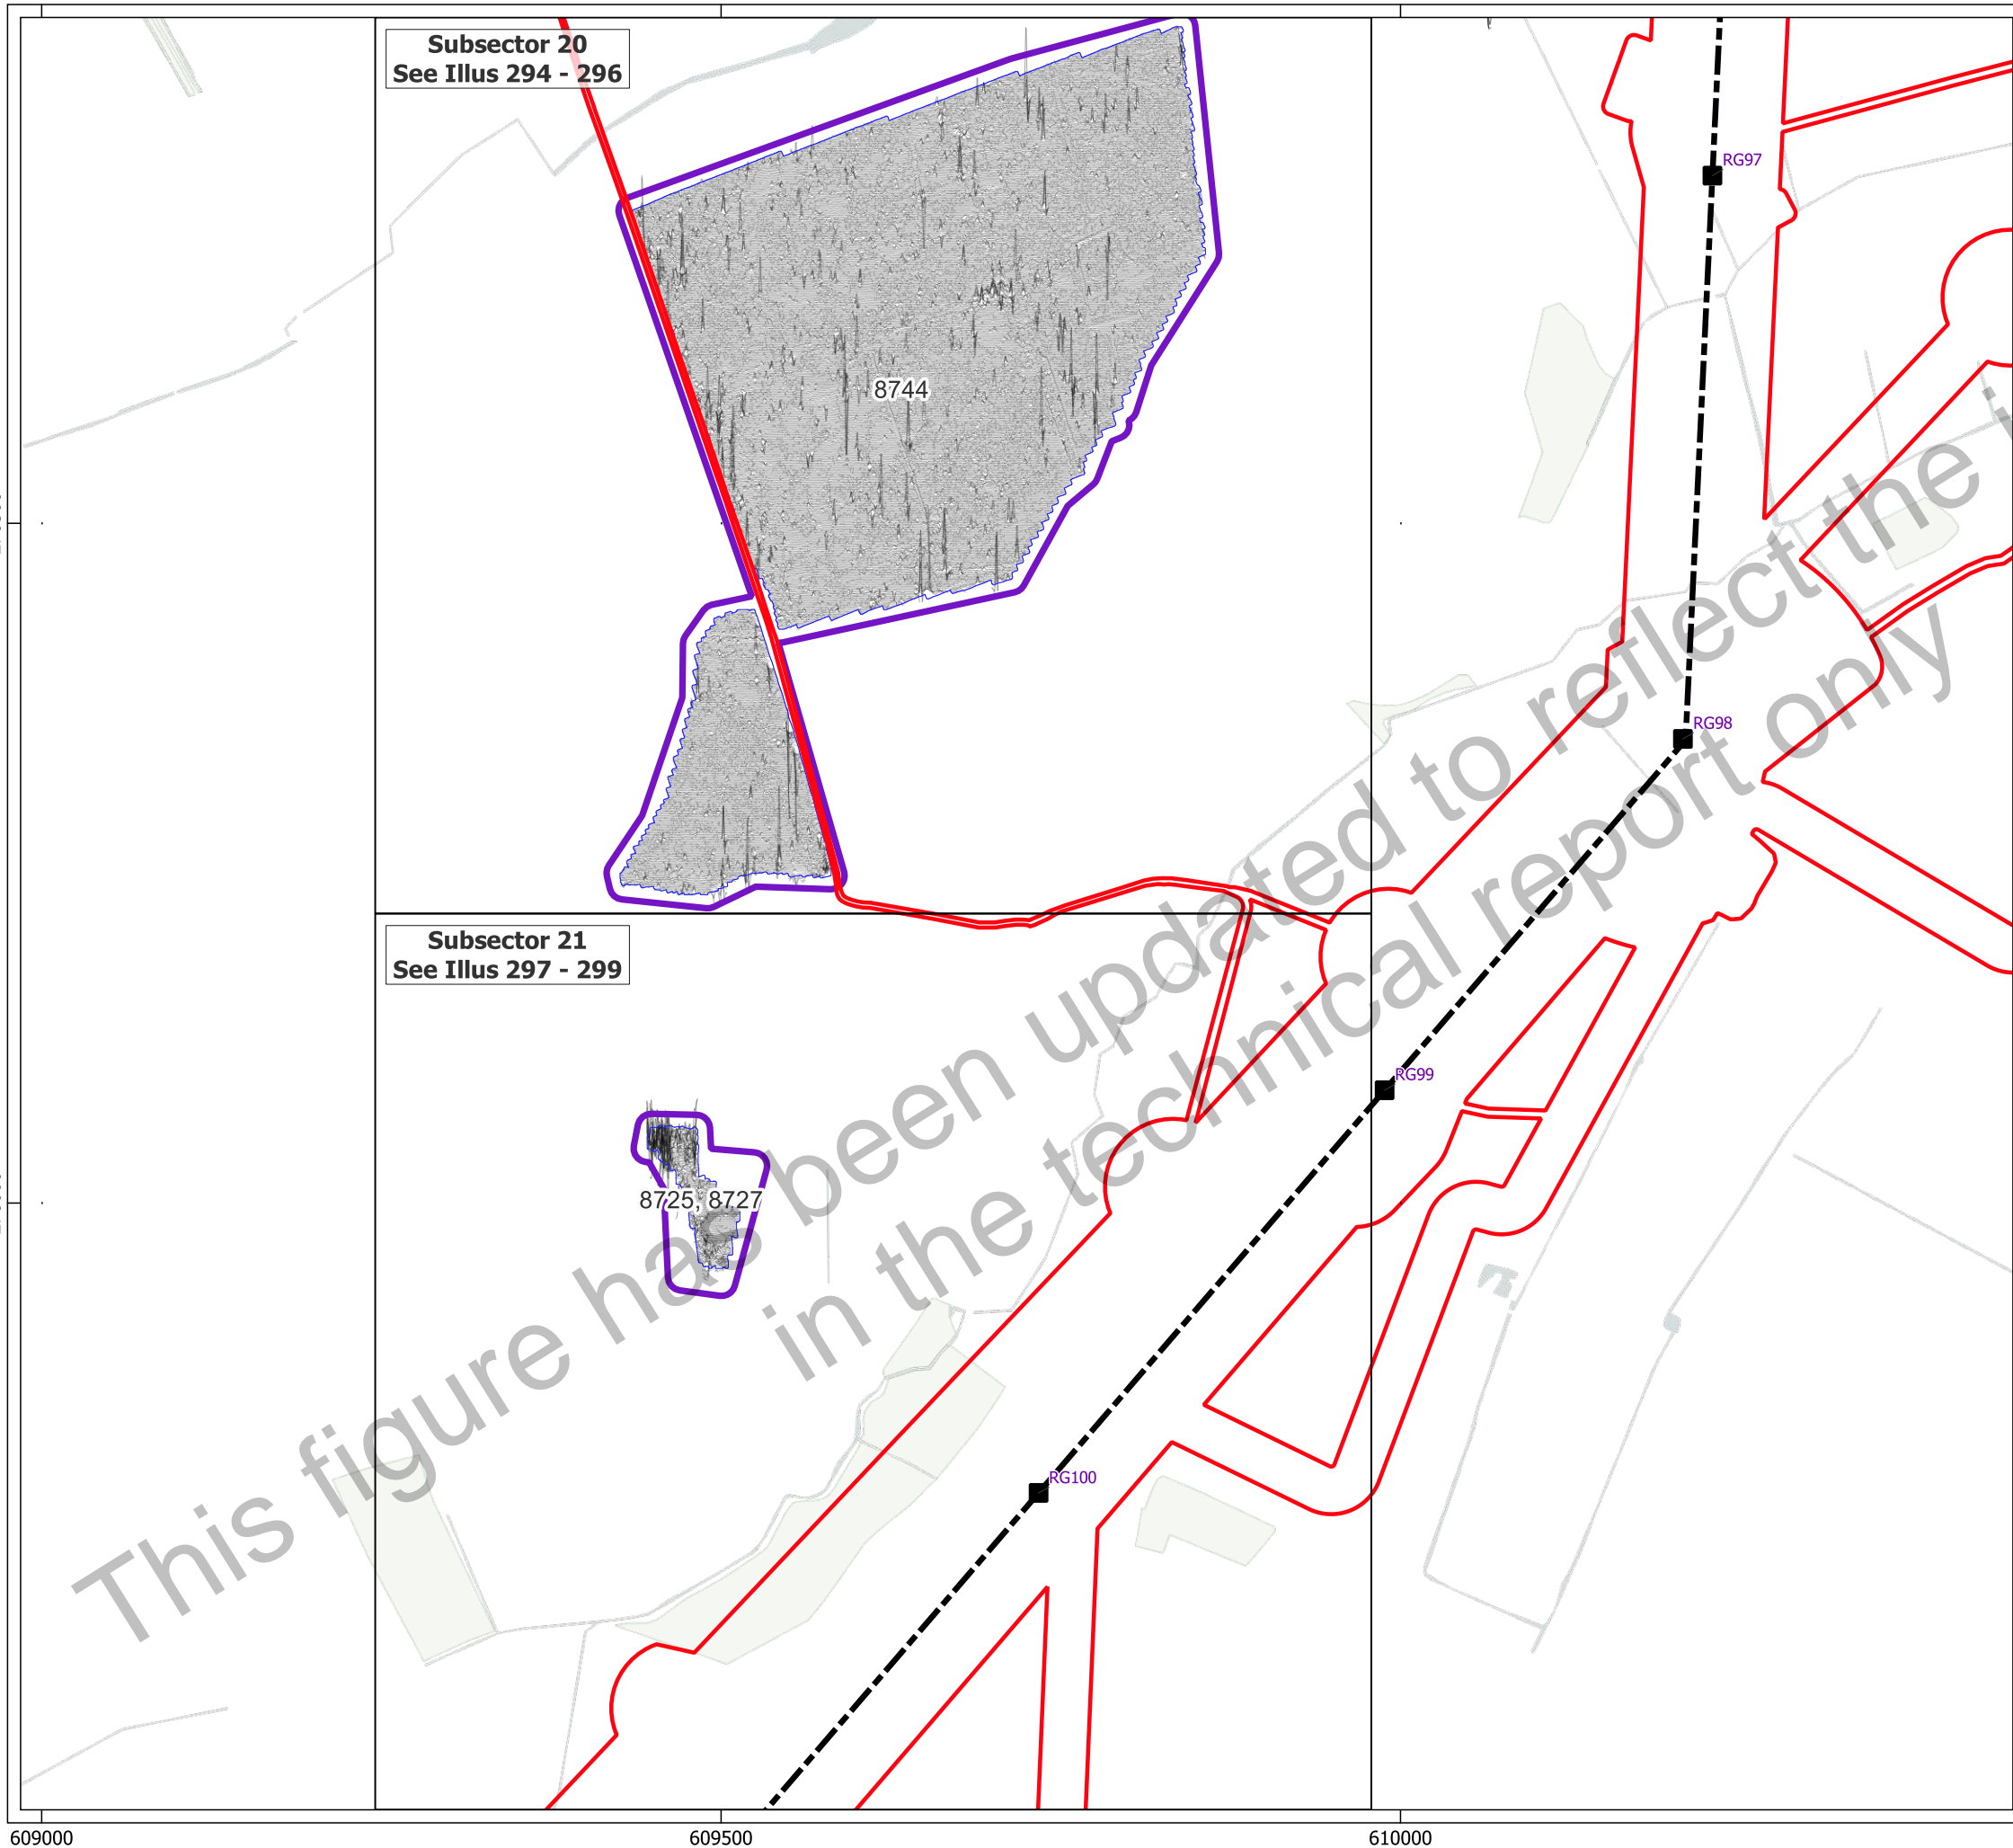 Subsector 20
See Illus 294 - 296
RG97
8744
RG98
Subsector 21
See Illus 297 - 299
RG99
8725, 8727
RG100
This figure has been updated to reflect the
in the technical report only
609000
609500
610000